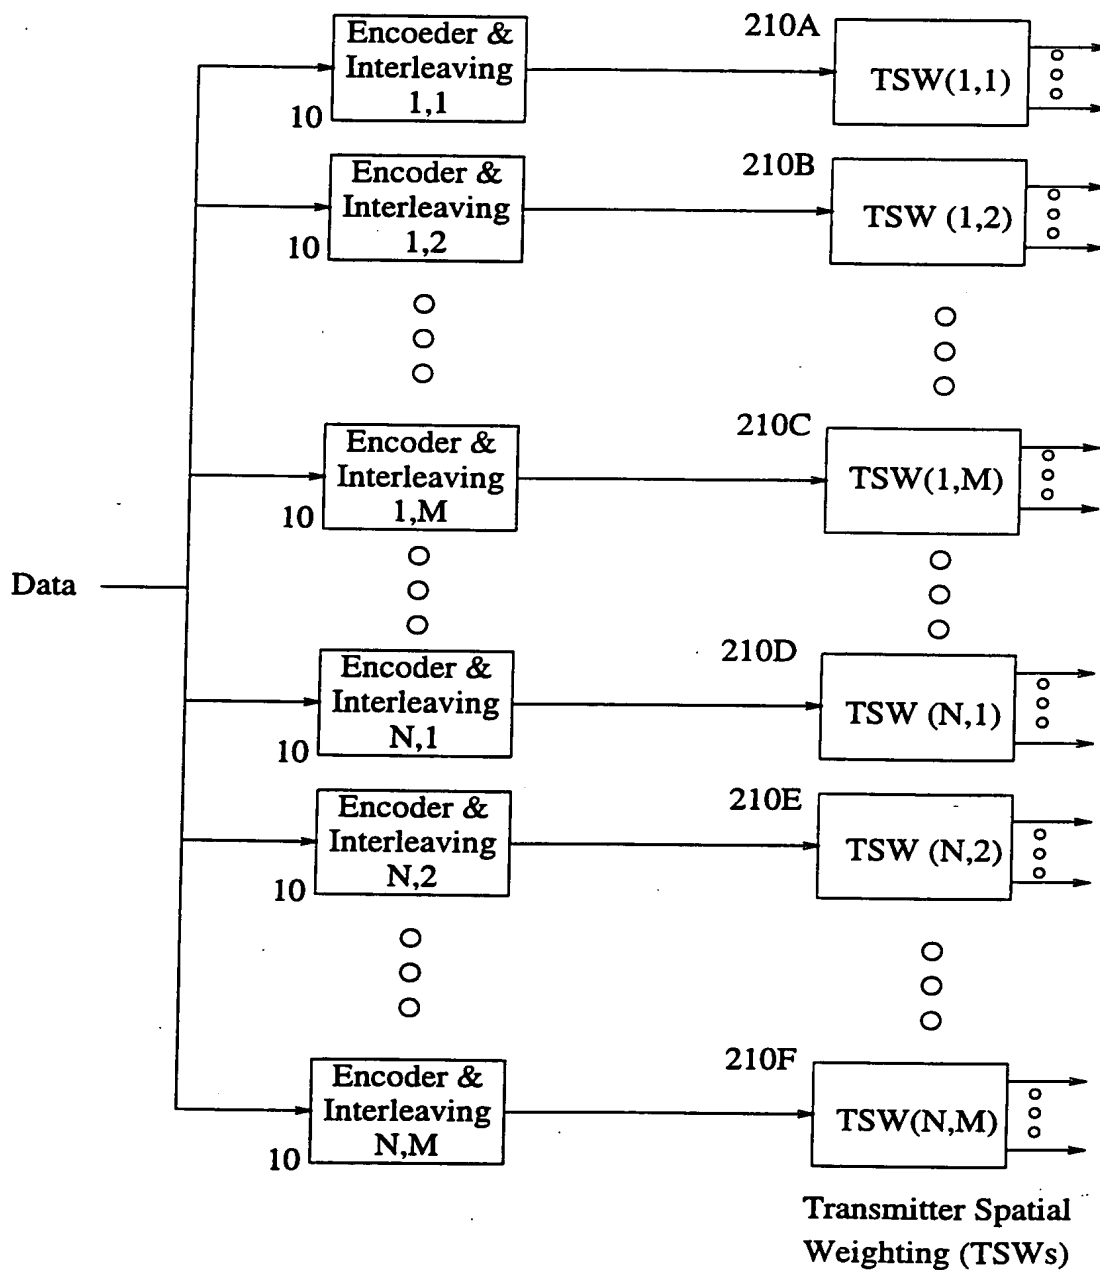 210A
Encoeder &
Interleaving
1,1
10
TSW(1,1)
210B
Encoder &
Interleaving
1,2
10
TSW (1,2)
210C
Encoder &
Interleaving
1,M
10
TSW(1,M)
Data
210D
Encoder &
Interleaving
N,1
10
TSW (N,1)
210E
Encoder &
Interleaving
N,2
10
TSW (N,2)
210F
Encoder &
Interleaving
N,M
10
TSW(N,M)
Transmitter Spatial
Weighting (TSWs)